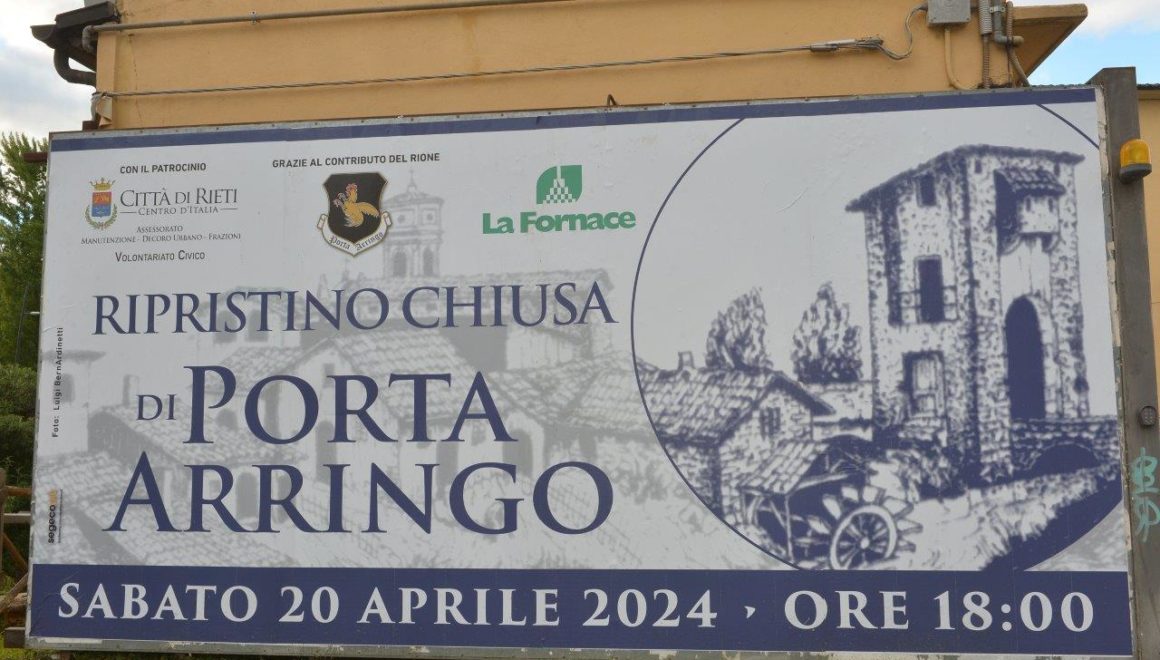 CON IL PATROCINIO
CITTÀ DI RIETI
CENTRO D'ITALIA
ASSESSORATO
MANUTENZIONE - DECORO URBANO - FRAZIONI
VOLONTARIATO CIVICO
GRAZIE AL CONTRIBUTO DEL RIONE
Porta Arringo
La Fornace
RIPRISTINO CHIUSA
DI PORTA
ARRINGO
Foto: Luigi BernArdinetti
SABATO 20 APRILE 2024 • ORE 18:00